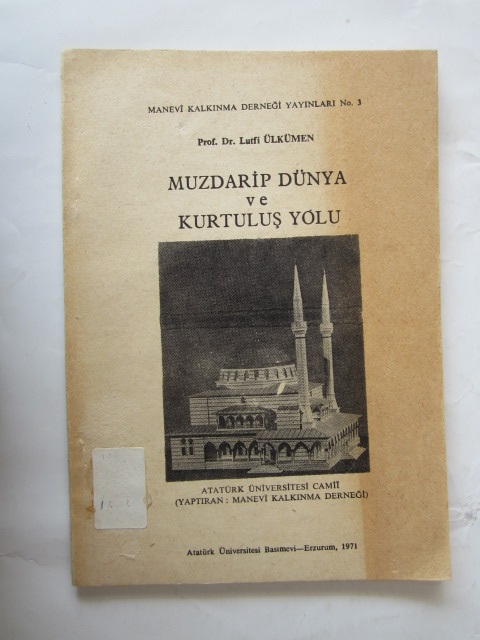 MANEVİ KALKINMA DERNEĞİ YAYINLARI No. 3
Prof. Dr. Lutfi ÜLKÜMEN
MUZDARİP DÜNYA
ve
KURTULUŞ YOLU
ATATÜRK ÜNİVERSİTESİ CAMİİ
(YAPTIRAN : MANEVİ KALKINMA DERNEĞİ)
Atatürk Üniversitesi Basımevi—Erzurum, 1971